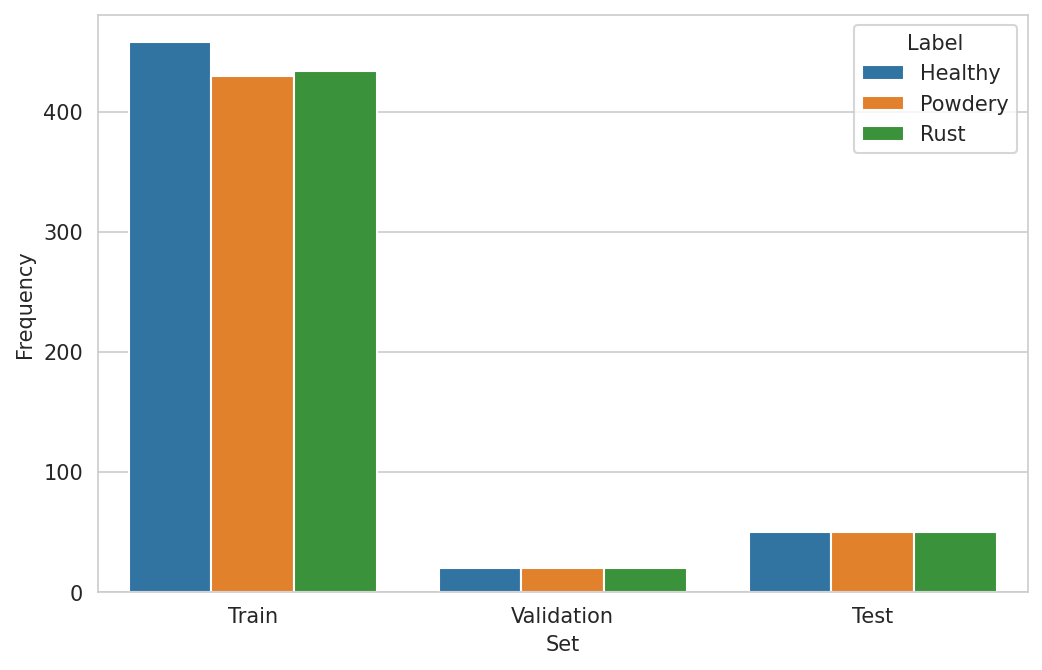 Label
Healthy
Powdery
Rust
Frequency
400
300
200
100
0
Train Validation Test
Set